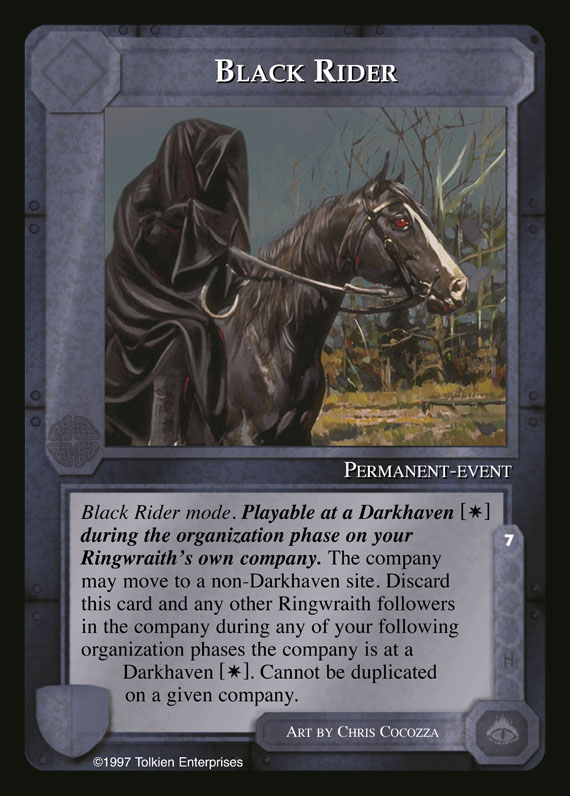 Black Rider
Permanent-event
Black Rider mode. Playable at a Darkhaven [✷]
during the organization phase on your
Ringwraith's own company. The company
may move to a non-Darkhaven site. Discard
this card and any other Ringwraith followers
in the company during any of your following
organization phases the company is at a
Darkhaven [✷]. Cannot be duplicated
on a given company.
7
H
Art by Chris Cocozza
©1997 Tolkien Enterprises